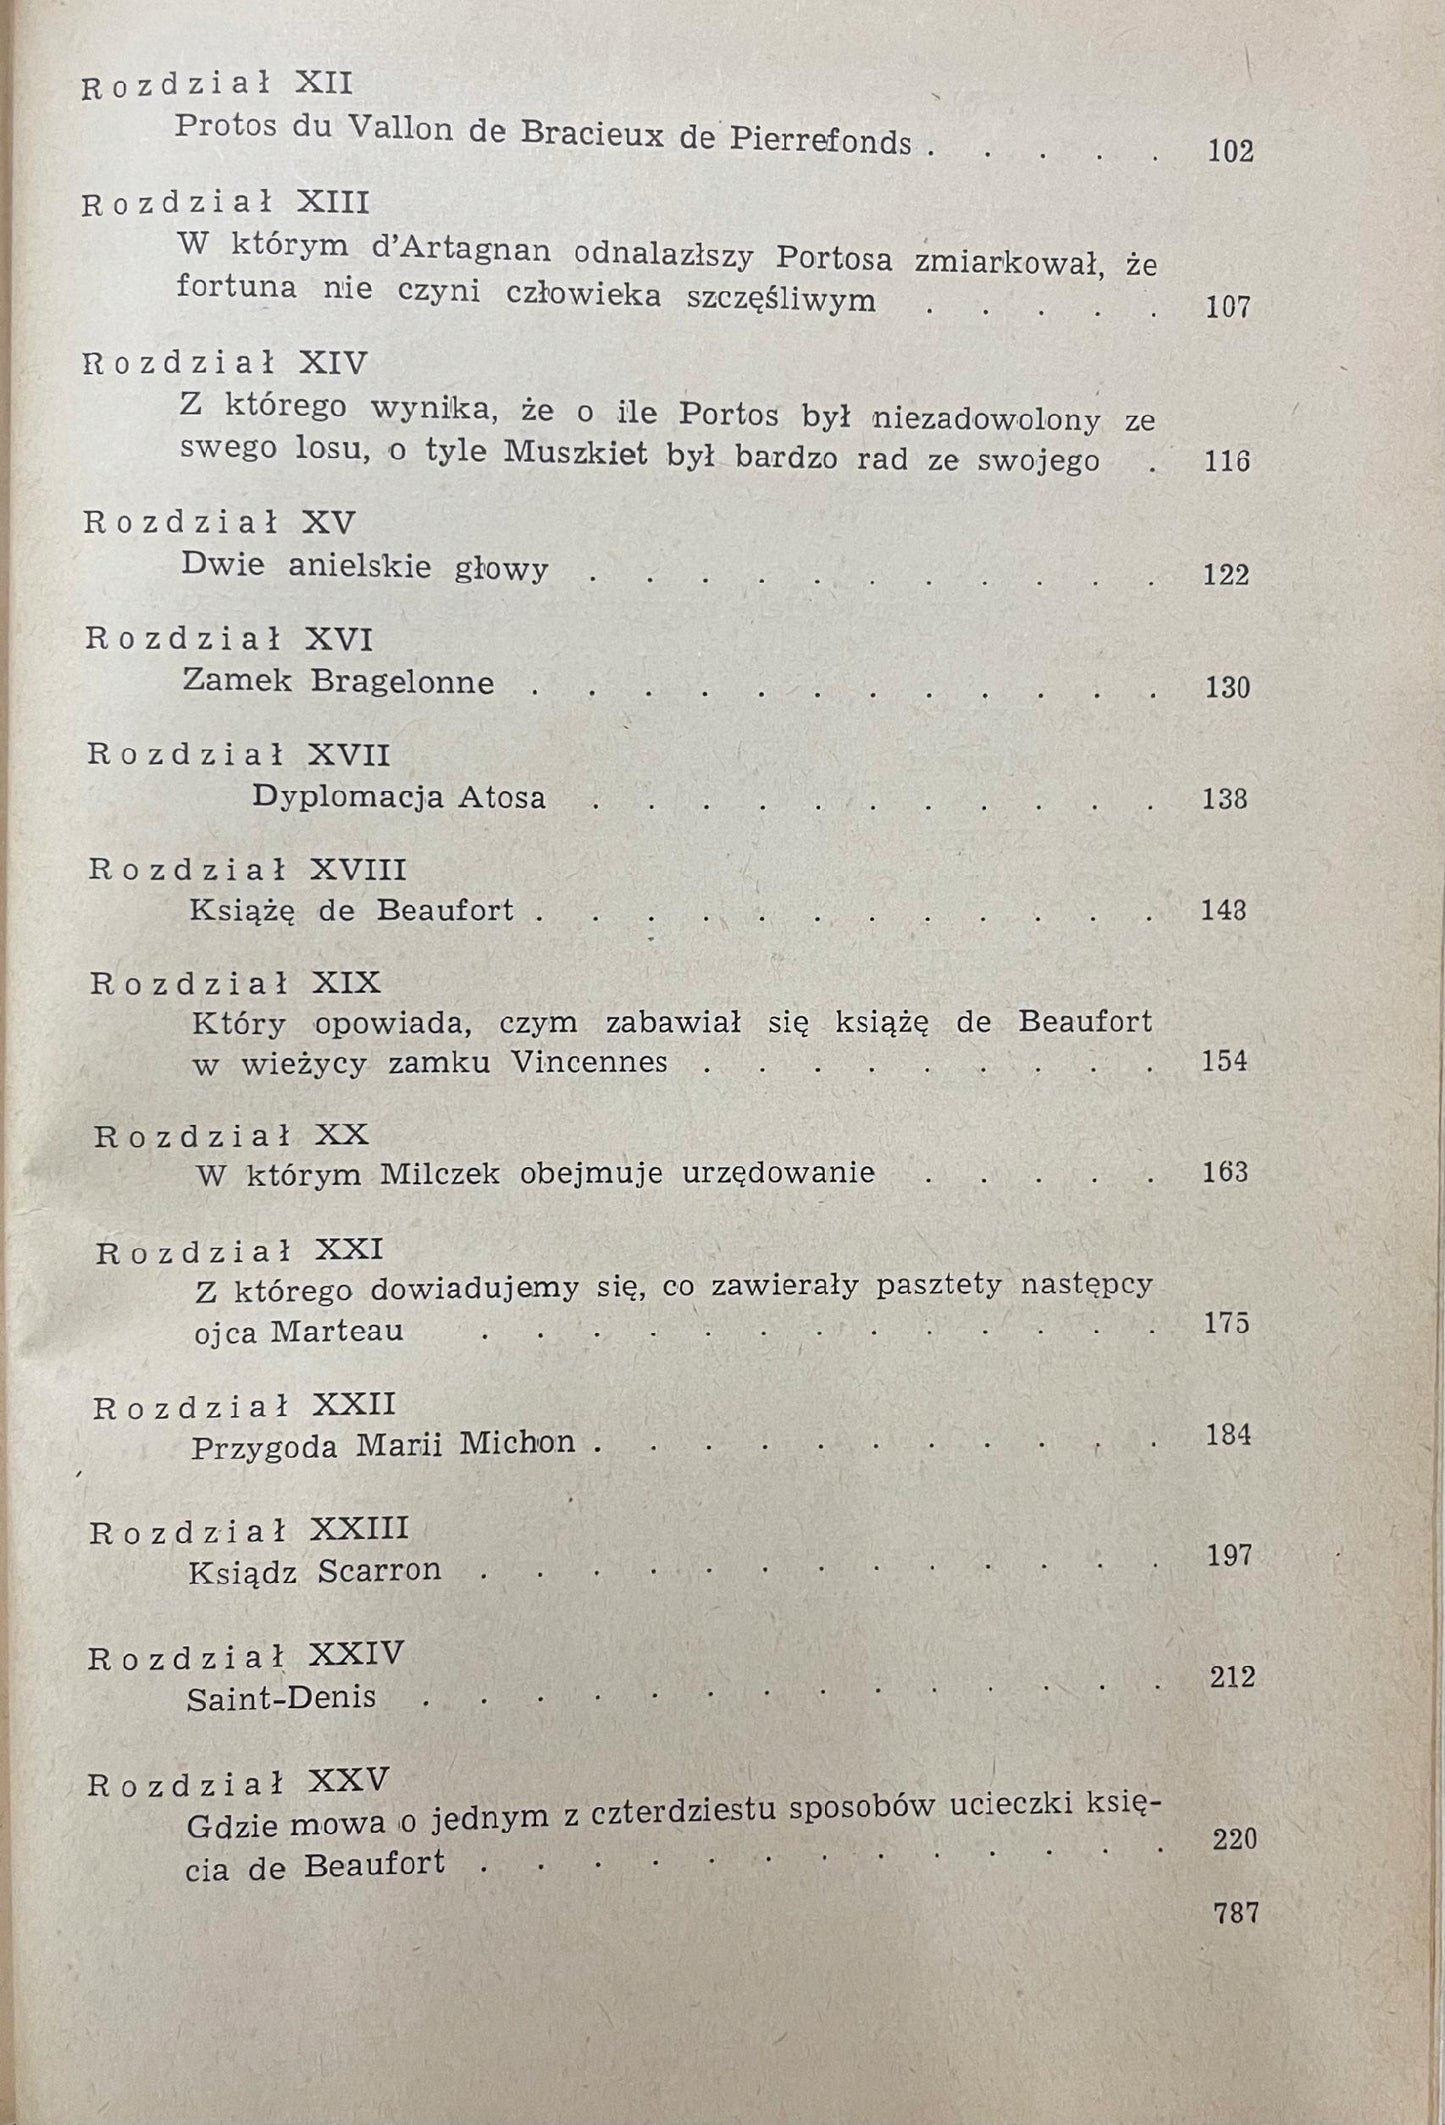 Rozdział XII
Protos du Vallon de Bracieux de Pierrefonds . . . . . 102
Rozdział XIII
W którym d'Artagnan odnalazłszy Portosa zmiarkował, że
fortuna nie czyni człowieka szczęśliwym . . . . . 107
Rozdział XIV
Z którego wynika, że o ile Portos był niezadowolony ze
swego losu, o tyle Muszkiet był bardzo rad ze swojego . 116
Rozdział XV
Dwie anielskie głowy . . . . . . . . . . . 122
Rozdział XVI
Zamek Bragelonne . . . . . . . . . . . . 130
Rozdział XVII
Dyplomacja Atosa . . . . . . . . . . . 138
Rozdział XVIII
Książę de Beaufort . . . . . . . . . . . . 148
Rozdział XIX
Który opowiada, czym zabawiał się książę de Beaufort
w wieżycy zamku Vincennes . . . . . . . . . 154
Rozdział XX
W którym Milczek obejmuje urzędowanie . . . . . 163
Rozdział XXI
Z którego dowiadujemy się, co zawierały pasztety następcy
ojca Marteau . . . . . . . . . . . . . 175
Rozdział XXII
Przygoda Marii Michon . . . . . . . . . . . 184
Rozdział XXIII
Ksiądz Scarron . . . . . . . . . . . . . 197
Rozdział XXIV
Saint-Denis . . . . . . . . . . . . . . 212
Rozdział XXV
Gdzie mowa o jednym z czterdziestu sposobów ucieczki księ-
cia de Beaufort . . . . . . . . . . . . . 220
787